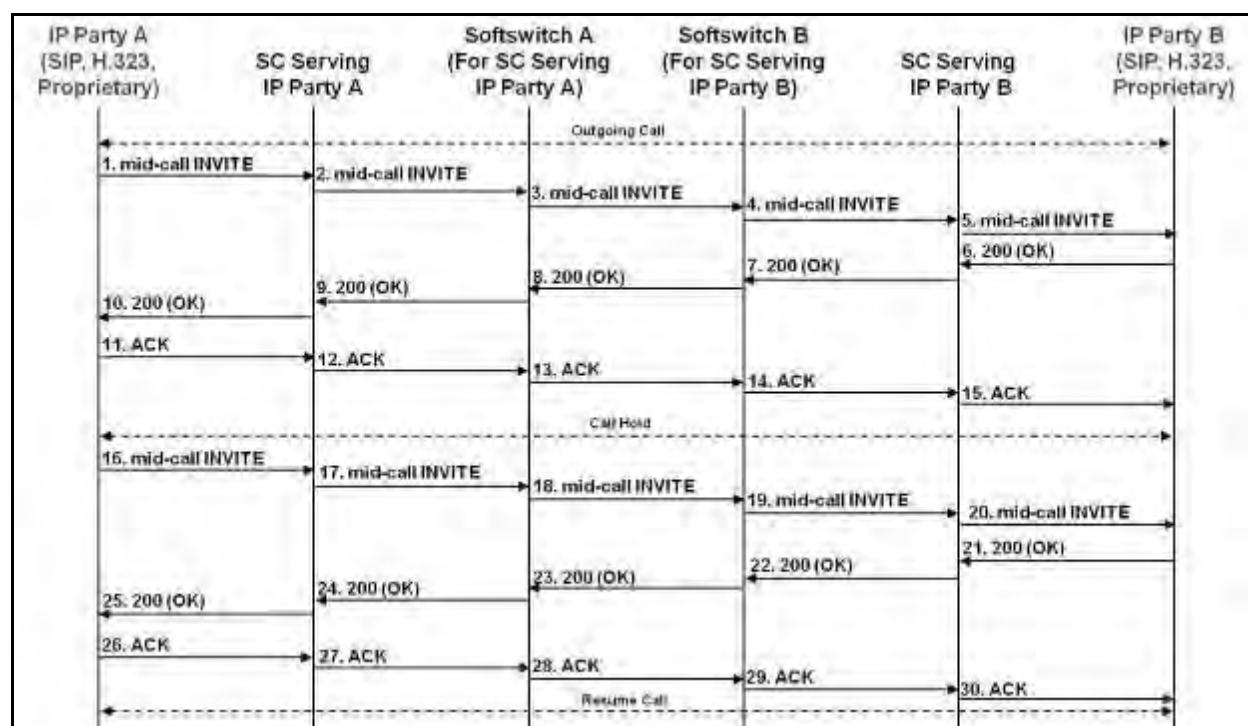 IP Party A
(SIP, H.323,
Proprietary)
SC Serving
IP Party A
Softswitch A
(For SC Serving
IP Party A)
Softswitch B
(For SC Serving
IP Party B)
SC Serving
IP Party B
IP Party B
(SIP, H.323,
Proprietary)
Outgoing Call
1. mid-call INVITE
2. mid-call INVITE
3. mid-call INVITE
4. mid-call INVITE
5. mid-call INVITE
6. 200 (OK)
7. 200 (OK)
8. 200 (OK)
9. 200 (OK)
10. 200 (OK)
11. ACK
12. ACK
13. ACK
14. ACK
15. ACK
Call Hold
16. mid-call INVITE
17. mid-call INVITE
18. mid-call INVITE
19. mid-call INVITE
20. mid-call INVITE
21. 200 (OK)
22. 200 (OK)
23. 200 (OK)
24. 200 (OK)
25. 200 (OK)
26. ACK
27. ACK
28. ACK
29. ACK
30. ACK
Resume Call